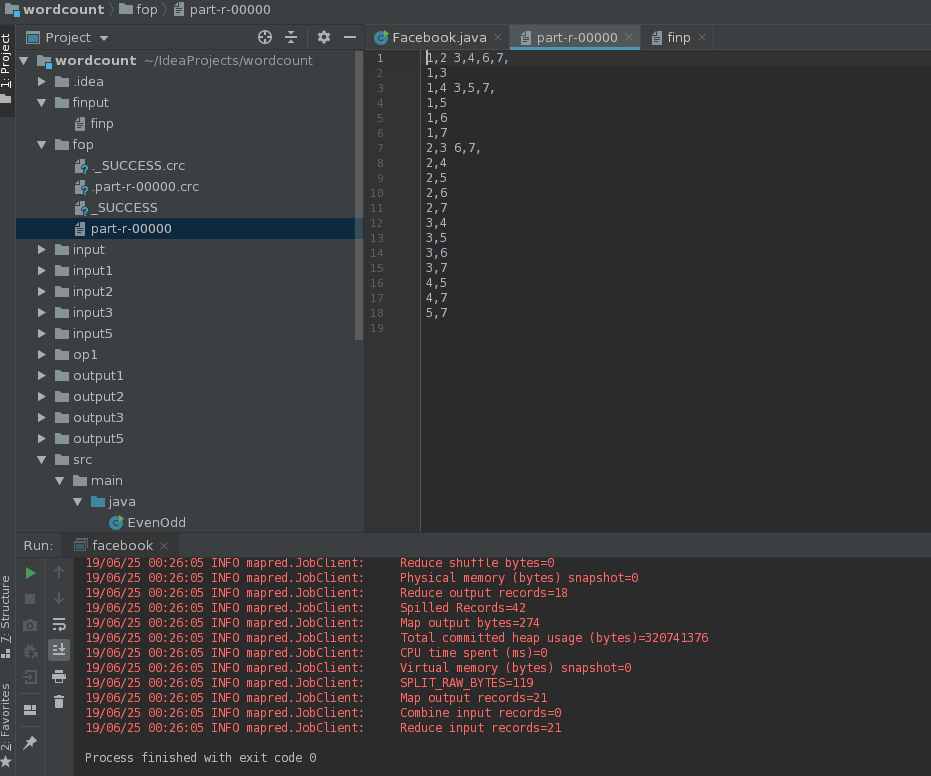 wordcount fop part-r-00000
1: Project
Project
Facebook.java
part-r-00000
finp
wordcount ~/IdeaProjects/wordcount
.idea
finput
finp
fop
._SUCCESS.crc
.part-r-00000.crc
_SUCCESS
part-r-00000
input
input1
input2
input3
input5
op1
output1
output2
output3
output5
src
main
java
EvenOdd
1 1,2 3,4,6,7,
2 1,3
3 1,4 3,5,7,
4 1,5
5 1,6
6 1,7
7 2,3 6,7,
8 2,4
9 2,5
10 2,6
11 2,7
12 3,4
13 3,5
14 3,6
15 3,7
16 4,5
17 4,7
18 5,7
19
Run: facebook
7: Structure
2: Favorites
19/06/25 00:26:05 INFO mapred.JobClient: Reduce shuffle bytes=0
19/06/25 00:26:05 INFO mapred.JobClient: Physical memory (bytes) snapshot=0
19/06/25 00:26:05 INFO mapred.JobClient: Reduce output records=18
19/06/25 00:26:05 INFO mapred.JobClient: Spilled Records=42
19/06/25 00:26:05 INFO mapred.JobClient: Map output bytes=274
19/06/25 00:26:05 INFO mapred.JobClient: Total committed heap usage (bytes)=320741376
19/06/25 00:26:05 INFO mapred.JobClient: CPU time spent (ms)=0
19/06/25 00:26:05 INFO mapred.JobClient: Virtual memory (bytes) snapshot=0
19/06/25 00:26:05 INFO mapred.JobClient: SPLIT_RAW_BYTES=119
19/06/25 00:26:05 INFO mapred.JobClient: Map output records=21
19/06/25 00:26:05 INFO mapred.JobClient: Combine input records=0
19/06/25 00:26:05 INFO mapred.JobClient: Reduce input records=21
Process finished with exit code 0